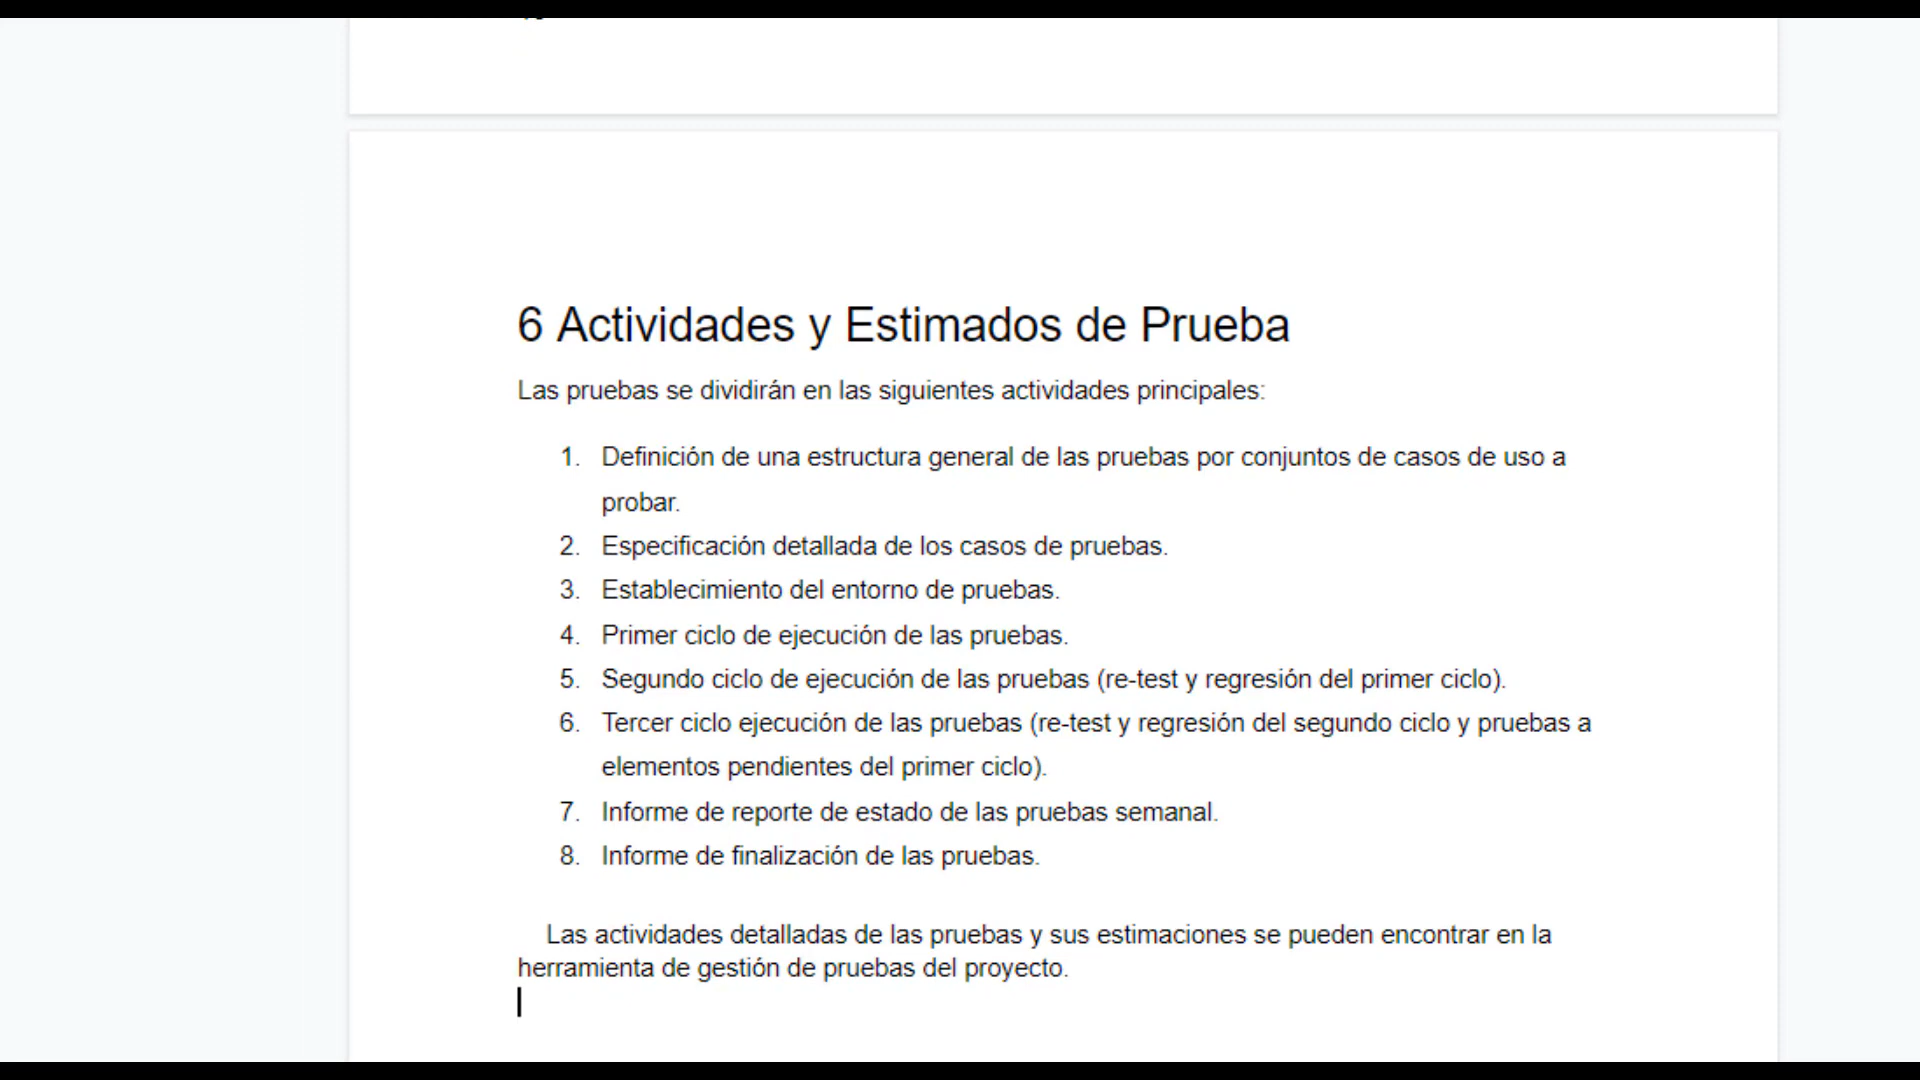 6 Actividades y Estimados de Prueba
Las pruebas se dividirán en las siguientes actividades principales:
1. Definición de una estructura general de las pruebas por conjuntos de casos de uso a
probar.
2. Especificación detallada de los casos de pruebas.
3. Establecimiento del entorno de pruebas.
4. Primer ciclo de ejecución de las pruebas.
5. Segundo ciclo de ejecución de las pruebas (re-test y regresión del primer ciclo).
6. Tercer ciclo ejecución de las pruebas (re-test y regresión del segundo ciclo y pruebas a
elementos pendientes del primer ciclo).
7. Informe de reporte de estado de las pruebas semanal.
8. Informe de finalización de las pruebas.
Las actividades detalladas de las pruebas y sus estimaciones se pueden encontrar en la
herramienta de gestión de pruebas del proyecto.